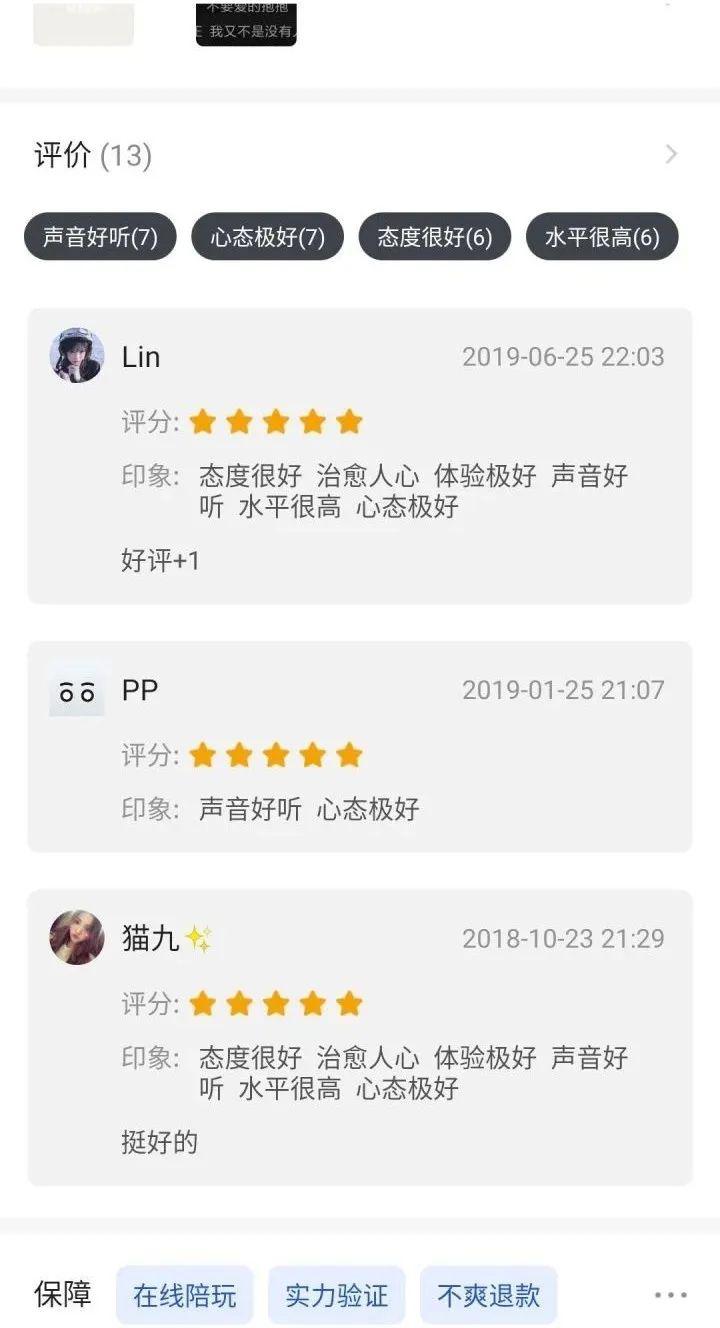 不要爱的抱抱
我又不是没有
评价 (13)
声音好听(7) 心态极好(7) 态度很好(6) 水平很高(6)
Lin 2019-06-25 22:03
评分:
印象: 态度很好 治愈人心 体验极好 声音好
听 水平很高 心态极好
好评+1
PP 2019-01-25 21:07
评分:
印象: 声音好听 心态极好
猫九✨ 2018-10-23 21:29
评分:
印象: 态度很好 治愈人心 体验极好 声音好
听 水平很高 心态极好
挺好的
保障 在线陪玩 实力验证 不爽退款